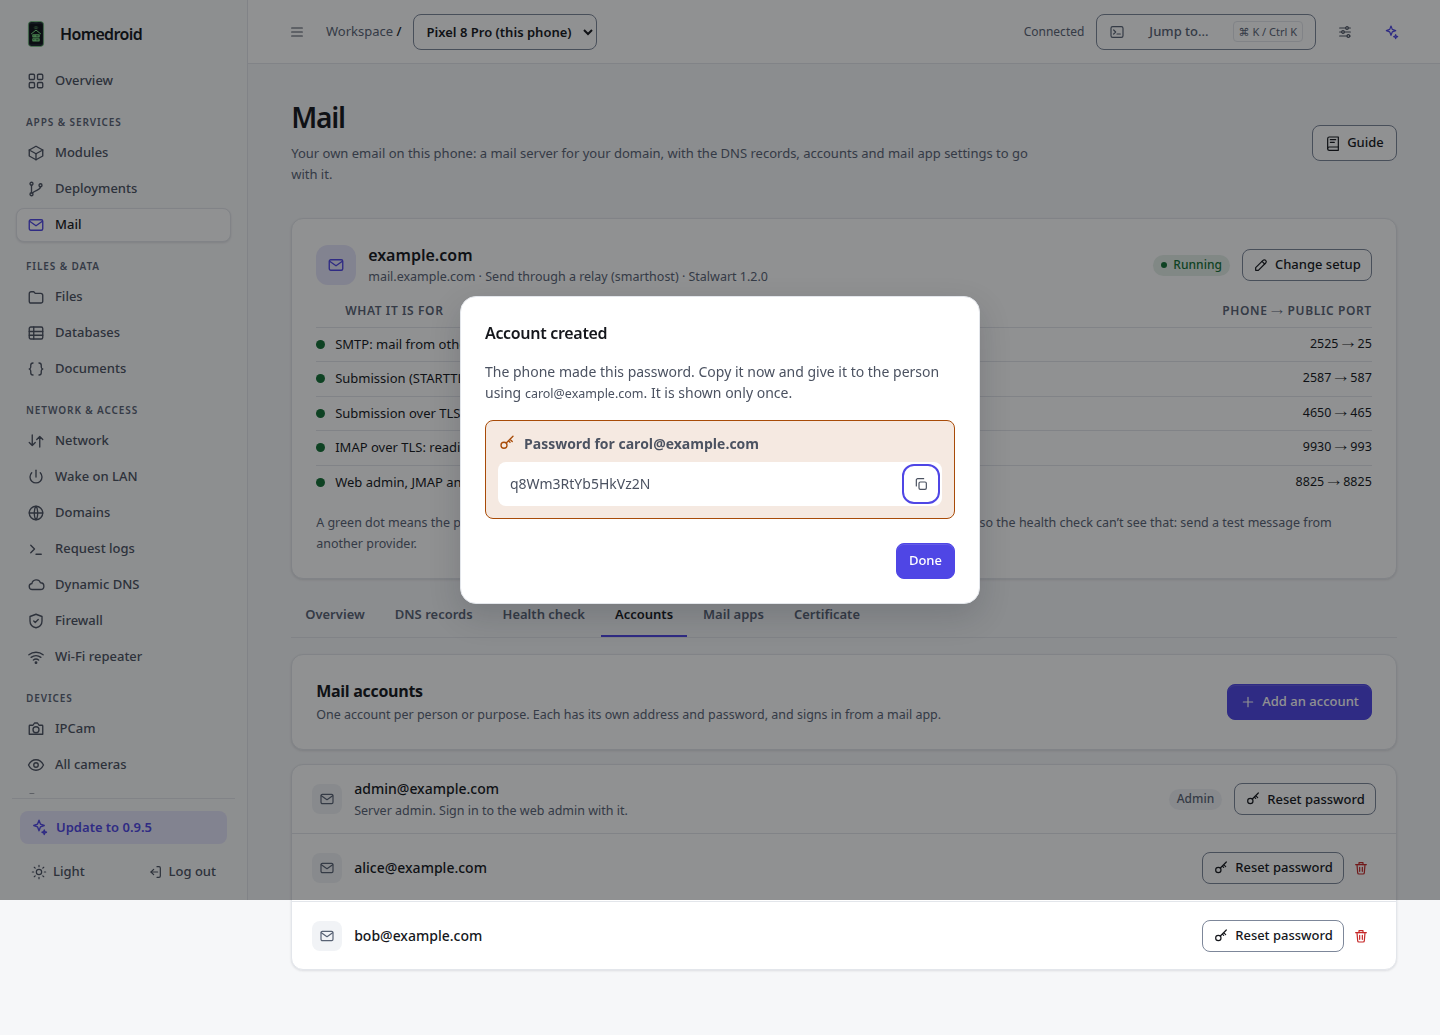 Homedroid
Overview
APPS & SERVICES
Modules
Deployments
Mail
FILES & DATA
Files
Databases
Documents
NETWORK & ACCESS
Network
Wake on LAN
Domains
Request logs
Dynamic DNS
Firewall
Wi-Fi repeater
DEVICES
IPCam
All cameras
Update to 0.9.5
Light
Log out
Workspace /
Pixel 8 Pro (this phone)
Connected
Jump to...
⌘ K / Ctrl K
Mail
Your own email on this phone: a mail server for your domain, with the DNS records, accounts and mail app settings to go
with it.
Guide
example.com
mail.example.com · Send through a relay (smarthost) · Stalwart 1.2.0
Running
Change setup
WHAT IT IS FOR
PHONE → PUBLIC PORT
SMTP: mail from oth
2525 → 25
Submission (STARTT
2587 → 587
Submission over TLS
4650 → 465
IMAP over TLS: readi
9930 → 993
Web admin, JMAP an
8825 → 8825
A green dot means the p
so the health check can't see that: send a test message from
another provider.
Account created
The phone made this password. Copy it now and give it to the person
using carol@example.com. It is shown only once.
Password for carol@example.com
q8Wm3RtYb5HkVz2N
Done
Overview
DNS records
Health check
Accounts
Mail apps
Certificate
Mail accounts
One account per person or purpose. Each has its own address and password, and signs in from a mail app.
Add an account
admin@example.com
Server admin. Sign in to the web admin with it.
Admin
Reset password
alice@example.com
Reset password
bob@example.com
Reset password